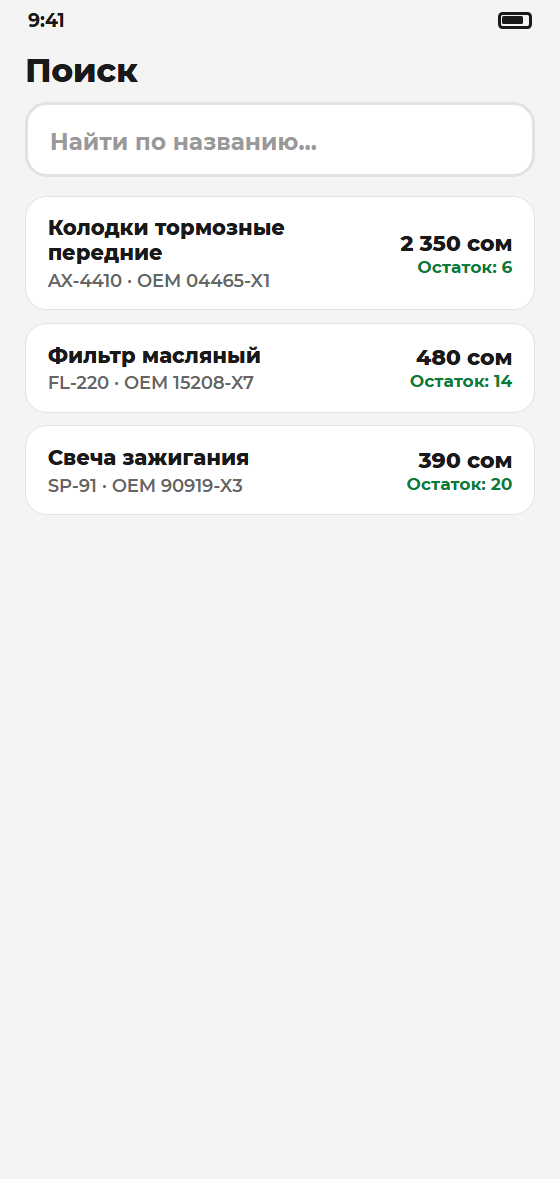 9:41
Поиск
Найти по названию...
Колодки тормозные
передние
AX-4410 · OEM 04465-X1
2 350 сом
Остаток: 6
Фильтр масляный
FL-220 · OEM 15208-X7
480 сом
Остаток: 14
Свеча зажигания
SP-91 · OEM 90919-X3
390 сом
Остаток: 20